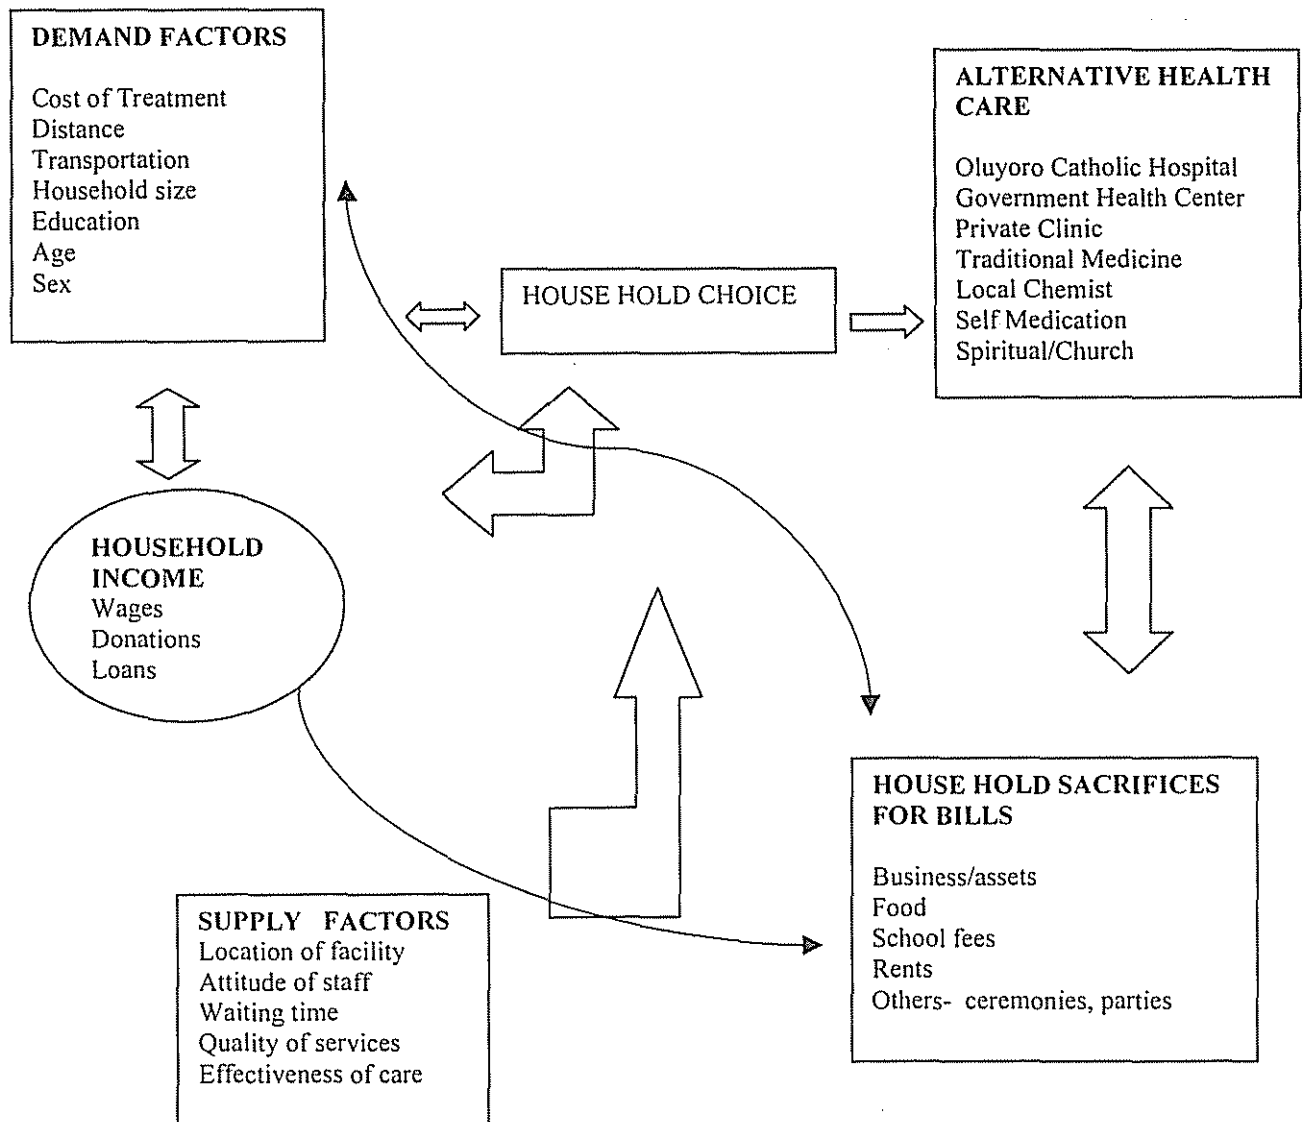 DEMAND FACTORS
Cost of Treatment
Distance
Transportation
Household size
Education
Age
Sex
ALTERNATIVE HEALTH
CARE
Oluyoro Catholic Hospital
Government Health Center
Private Clinic
Traditional Medicine
Local Chemist
Self Medication
Spiritual/Church
HOUSE HOLD CHOICE
HOUSEHOLD
INCOME
Wages
Donations
Loans
HOUSE HOLD SACRIFICES
FOR BILLS
Business/assets
Food
School fees
Rents
Others- ceremonies, parties
SUPPLY FACTORS
Location of facility
Attitude of staff
Waiting time
Quality of services
Effectiveness of care